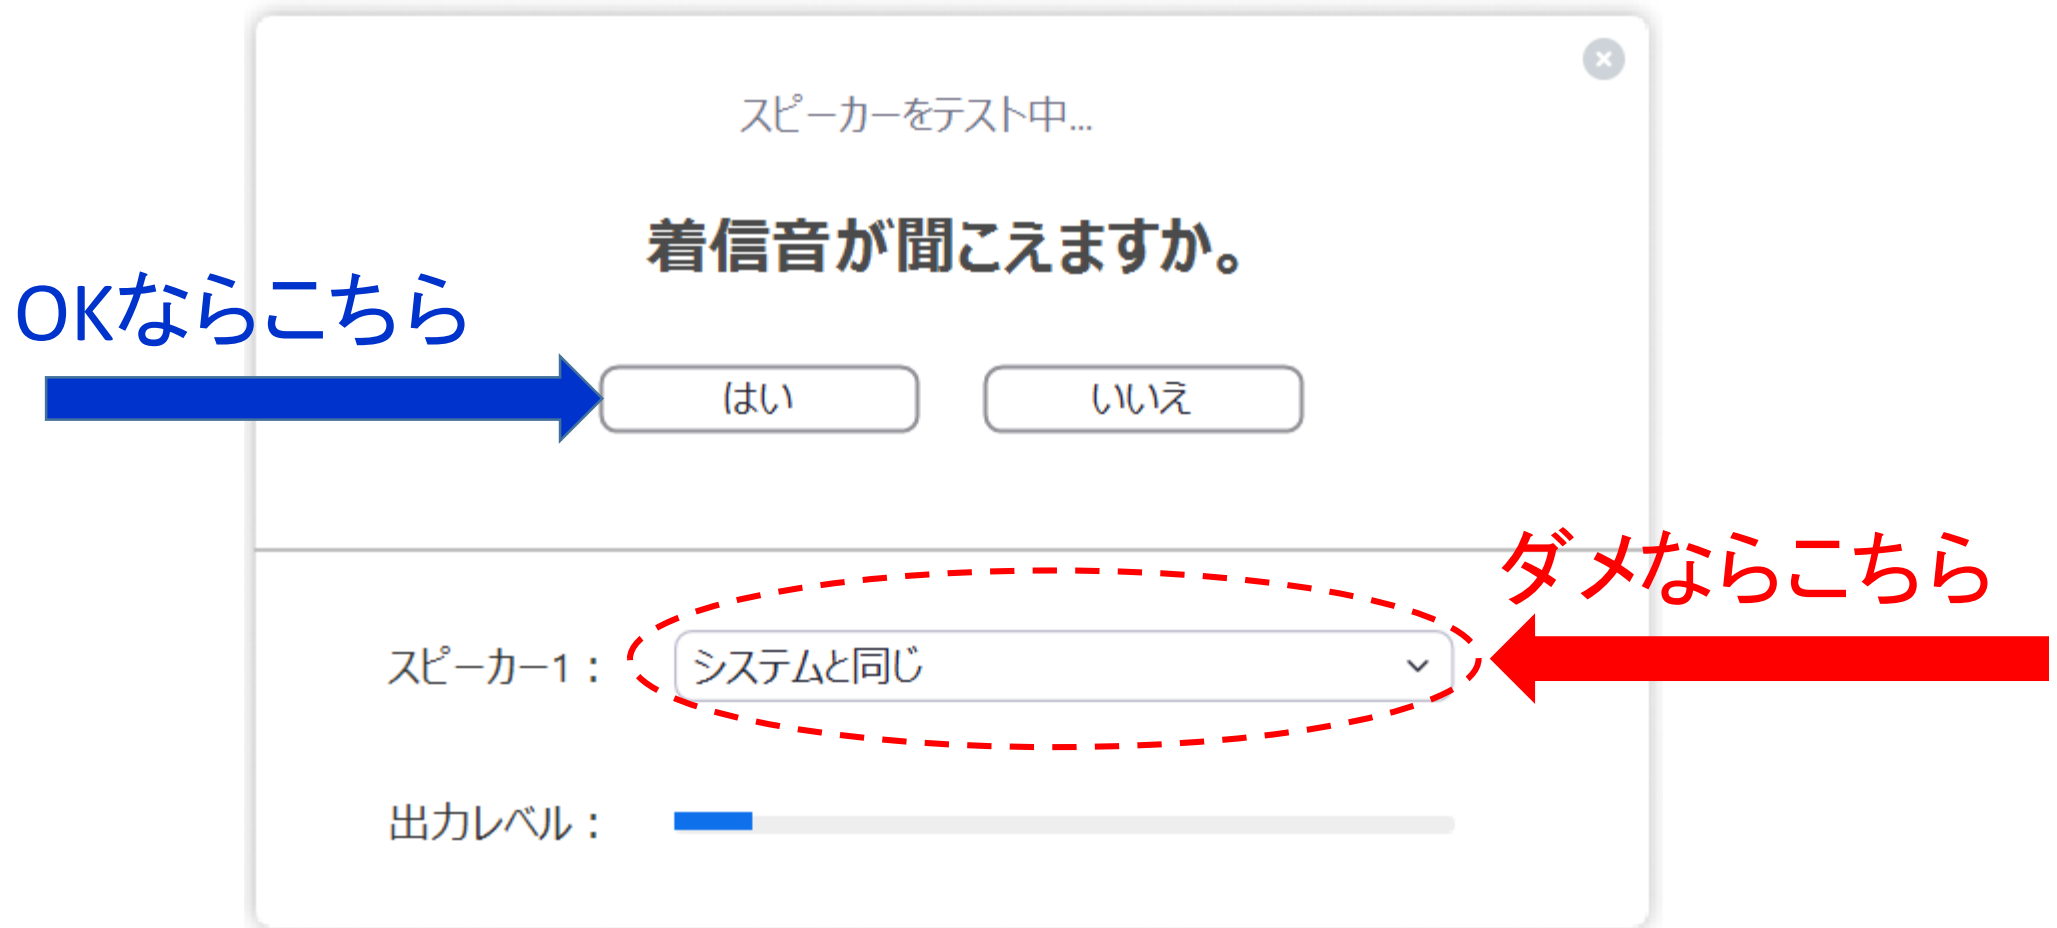 スピーカーをテスト中...
着信音が聞こえますか。
OKならこちら
はい
いいえ
ダメならこちら
スピーカー1：
システムと同じ
出力レベル：